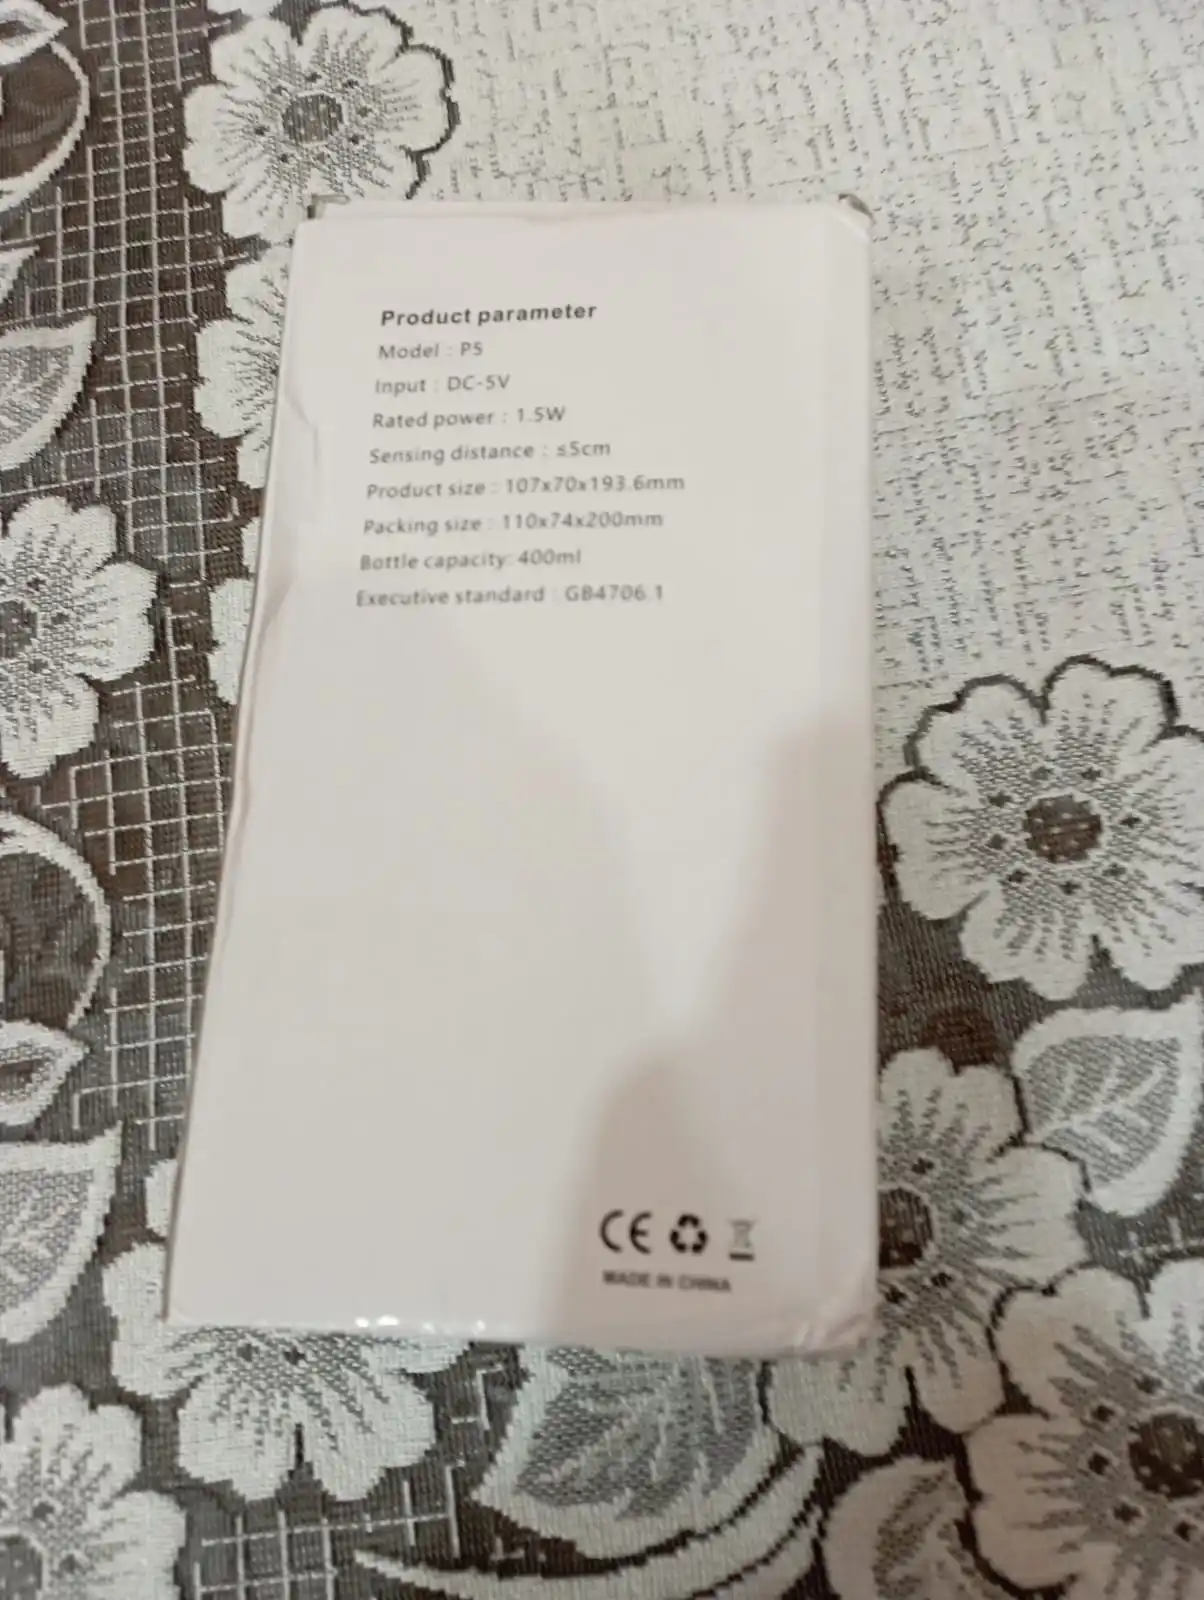 Product parameter
Model : P5
Input : DC-5V
Rated power : 1.5W
Sensing distance : ≤5cm
Product size : 107x70x193.6mm
Packing size : 110x74x200mm
Bottle capacity: 400ml
Executive standard : GB4706.1
CE
MADE IN CHINA